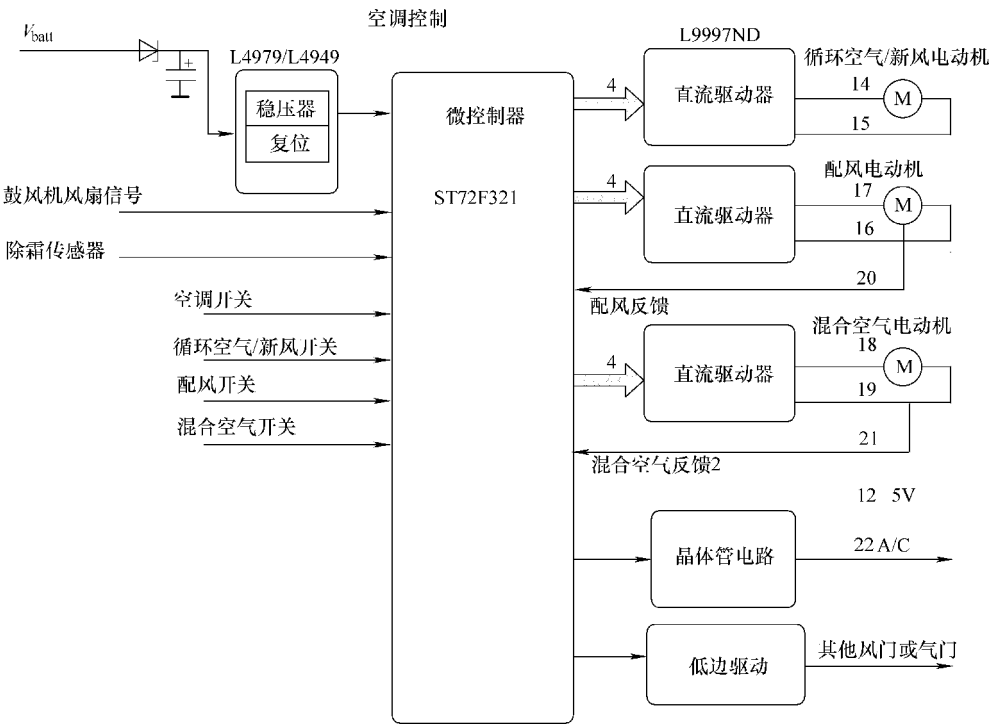 空调控制
Vbatt
L4979/L4949
稳压器
复位
微控制器
ST72F321
鼓风机风扇信号
除霜传感器
空调开关
循环空气/新风开关
配风开关
混合空气开关
L9997ND
4
直流驱动器
循环空气/新风电动机
14
M
15
4
直流驱动器
配风电动机
17
M
16
20
配风反馈
4
直流驱动器
混合空气电动机
18
M
19
21
混合空气反馈2
12 5V
晶体管电路
22 A/C
低边驱动
其他风门或气门